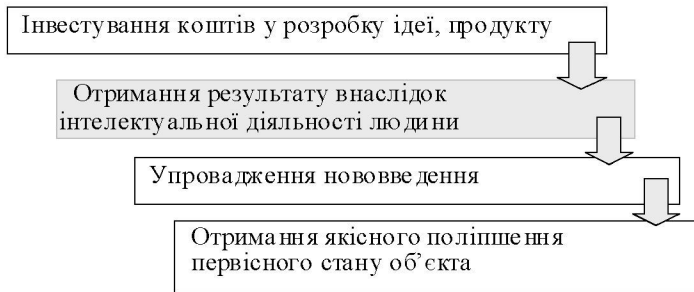 Інвестування коштів у розробку ідеї, продукту
Отримання результату внаслідок
інтелектуальної діяльності людини
Упровадження нововведення
Отримання якісного поліпшення
первісного стану об’єкта